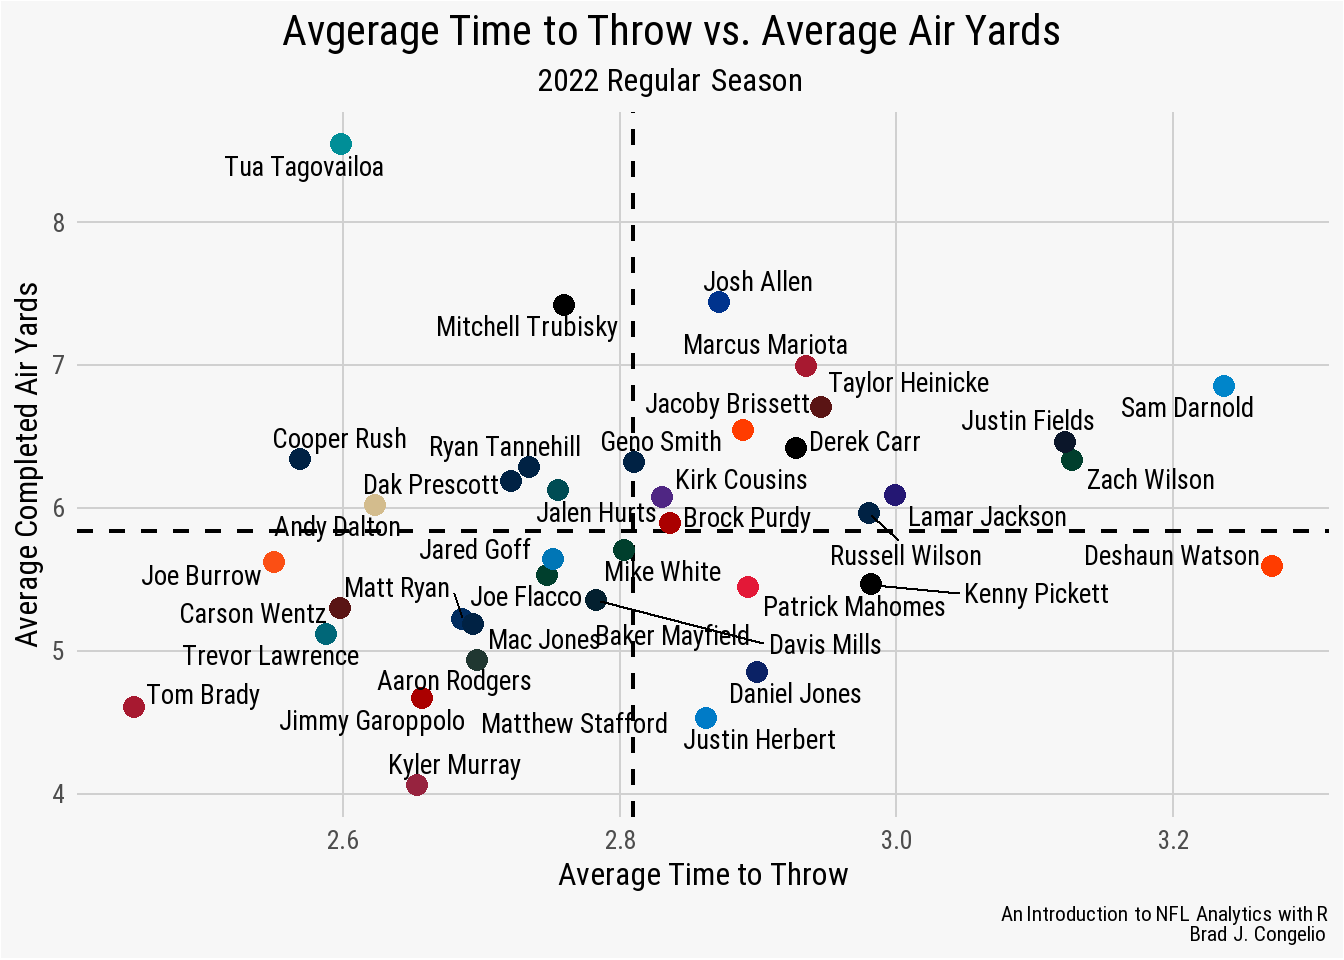 Avgerage Time to Throw vs. Average Air Yards
2022 Regular Season
Tua Tagovailoa
8
Josh Allen
Mitchell Trubisky
Marcus Mariota
7
Taylor Heinicke
Jacoby Brissett
Sam Darnold
Justin Fields
Cooper Rush
Ryan Tannehill
Geno Smith
Derek Carr
Dak Prescott
Kirk Cousins
Zach Wilson
6
Jalen Hurts
Brock Purdy
Lamar Jackson
Andy Dalton
Jared Goff
Russell Wilson
Deshaun Watson
Joe Burrow
Mike White
Matt Ryan
Joe Flacco
Kenny Pickett
Patrick Mahomes
Carson Wentz
Mac Jones
Baker Mayfield
Davis Mills
5
Trevor Lawrence
Aaron Rodgers
Tom Brady
Daniel Jones
Jimmy Garoppolo
Matthew Stafford
Justin Herbert
Kyler Murray
4
Average Completed Air Yards
2.6
2.8
3.0
3.2
Average Time to Throw
An Introduction to NFL Analytics with R
Brad J. Congelio